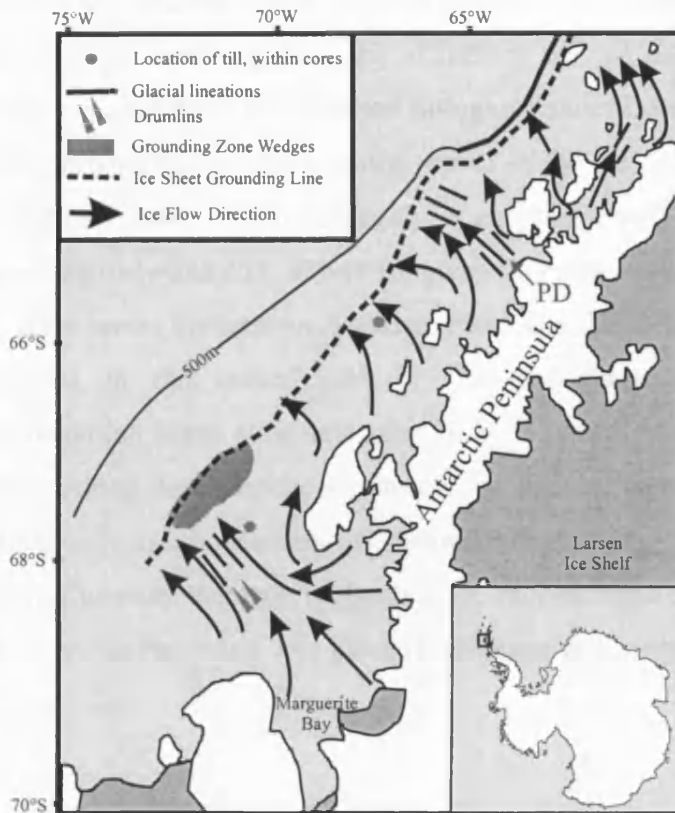 75°W
70°W
65°W
Location of till, within cores
Glacial lineations
Drumlins
Grounding Zone Wedges
Ice Sheet Grounding Line
Ice Flow Direction
PD
66°S
500m
Antarctic Peninsula
68°S
Larsen
Ice Shelf
Marguerite
Bay
70°S